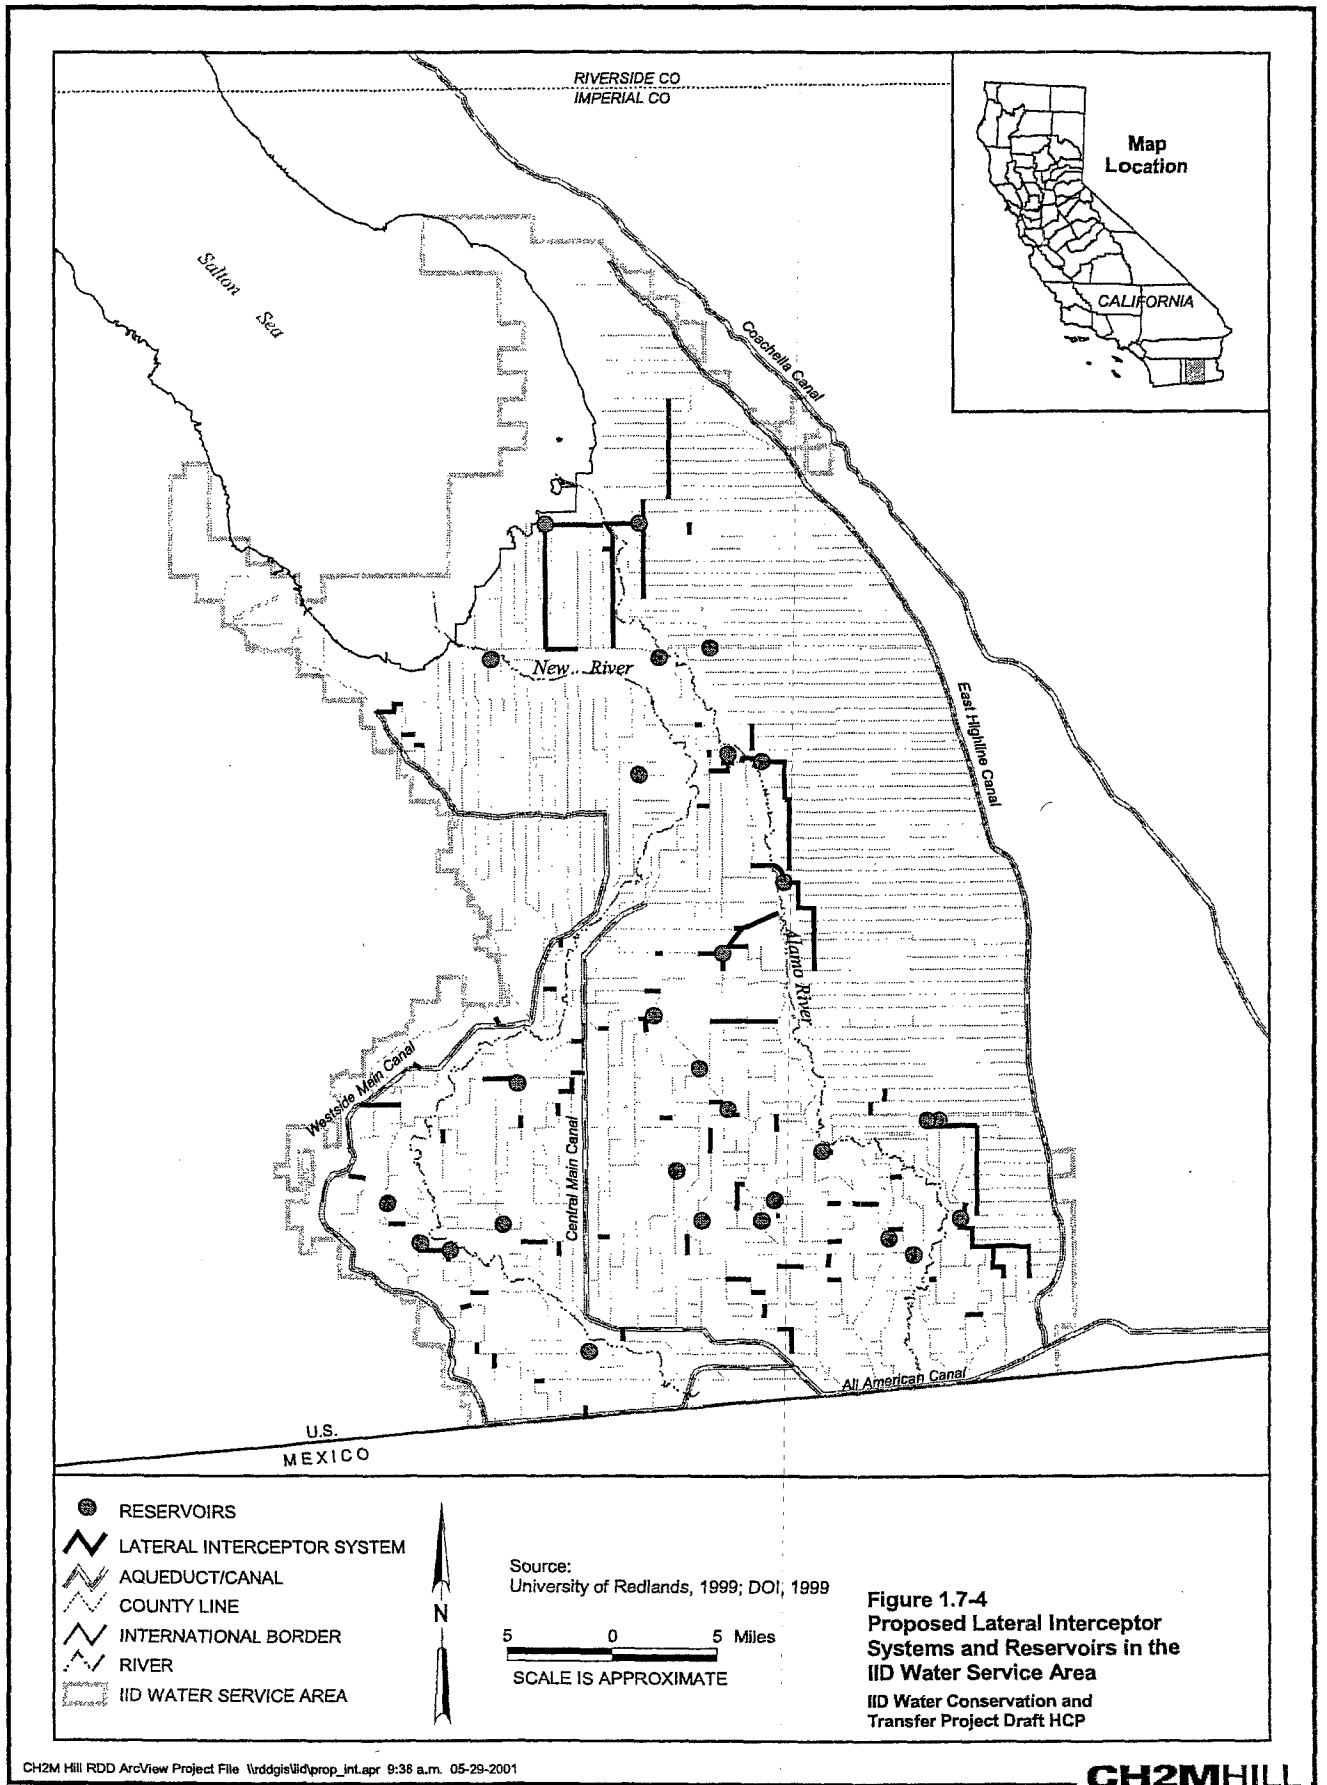 RIVERSIDE CO
IMPERIAL CO
Map
Location
CALIFORNIA
Salton
Sea
Coachella Canal
New River
East Highline Canal
Alamo River
Westside Main Canal
Central Main Canal
All American Canal
U.S.
MEXICO
RESERVOIRS
LATERAL INTERCEPTOR SYSTEM
AQUEDUCT/CANAL
COUNTY LINE
INTERNATIONAL BORDER
RIVER
IID WATER SERVICE AREA
N
Source:
University of Redlands, 1999; DOI, 1999
5 0 5 Miles
SCALE IS APPROXIMATE
Figure 1.7-4
Proposed Lateral Interceptor
Systems and Reservoirs in the
IID Water Service Area
IID Water Conservation and
Transfer Project Draft HCP
CH2M Hill RDD ArcView Project File \\rddgis\iid\prop_int.apr 9:38 a.m. 05-29-2001
CH2MHILL